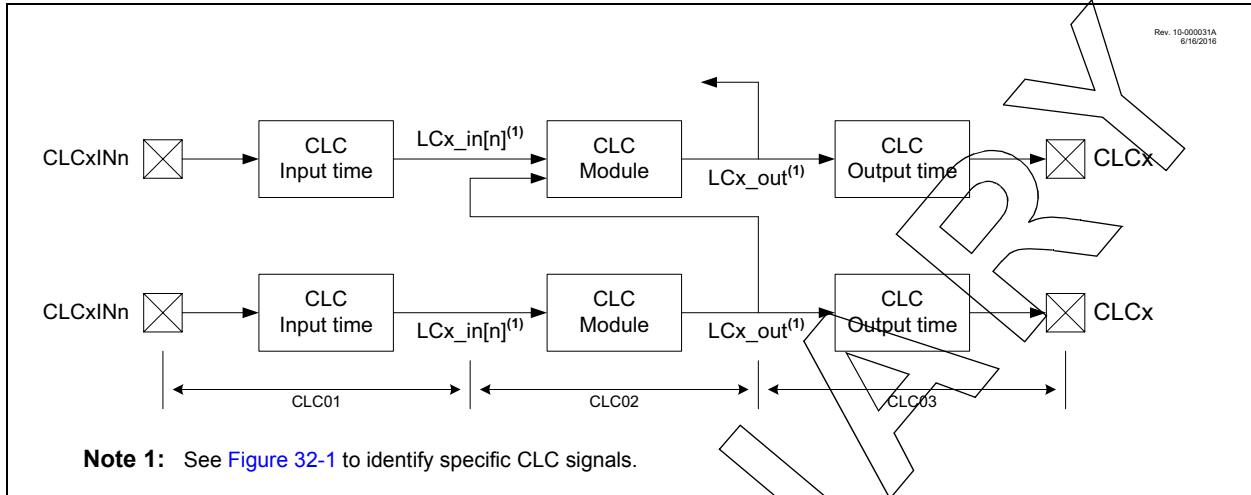 Rev. 10-000031A
6/16/2016
CLCxINn
CLC
Input time
LCx_in[n](1)
CLC
Module
LCx_out(1)
CLC
Output time
CLCx
CLCxINn
CLC
Input time
LCx_in[n](1)
CLC
Module
LCx_out(1)
CLC
Output time
CLCx
CLC01
CLC02
CLC03
Note 1: See Figure 32-1 to identify specific CLC signals.
I A R Y